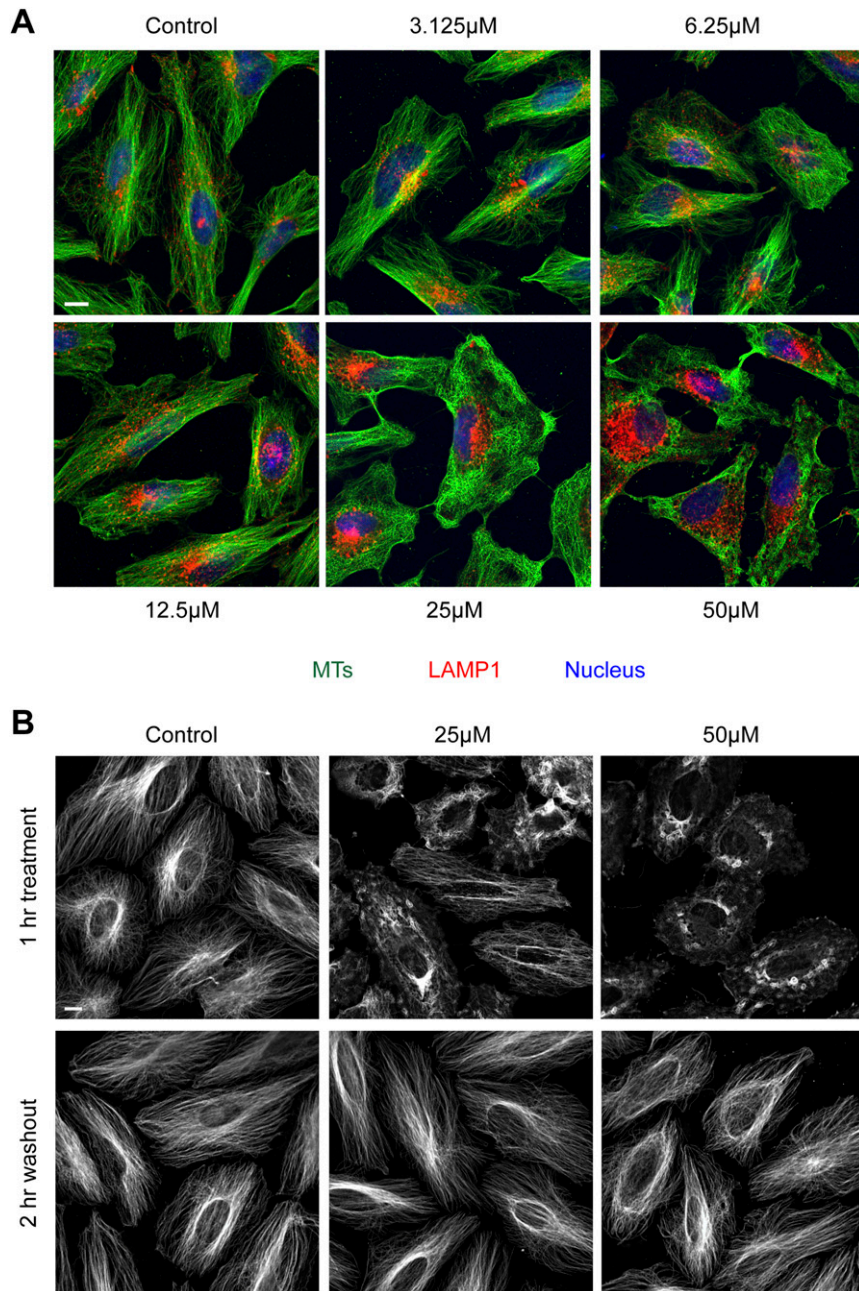 A
Control 3.125µM 6.25µM
12.5µM 25µM 50µM
MTs LAMP1 Nucleus
B
Control 25µM 50µM
1 hr treatment
2 hr washout